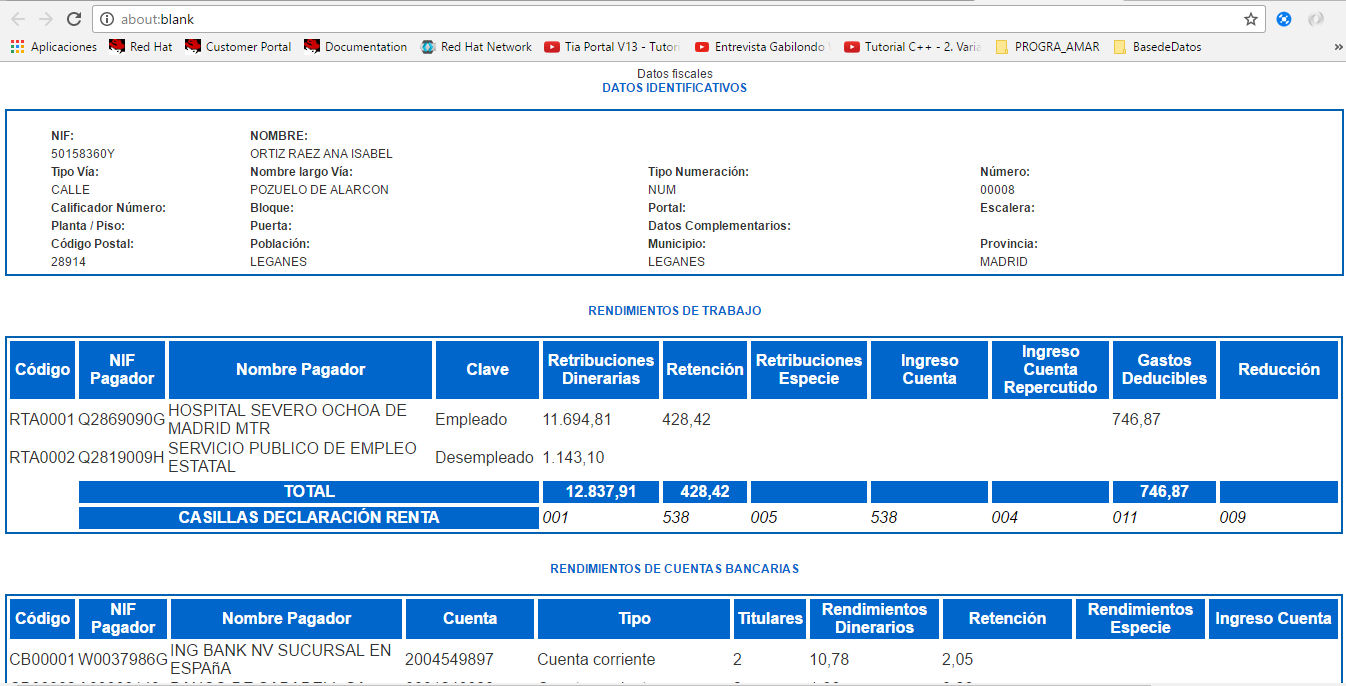 about:blank
Aplicaciones Red Hat Customer Portal Documentation Red Hat Network Tia Portal V13 - Tutori Entrevista Gabilondo Tutorial C++ - 2. Varia PROGRA_AMAR BasedeDatos »
Datos fiscales
DATOS IDENTIFICATIVOS
NIF: NOMBRE:
50158360Y ORTIZ RAEZ ANA ISABEL
Tipo Vía: Nombre largo Vía: Tipo Numeración: Número:
CALLE POZUELO DE ALARCON NUM 00008
Calificador Número: Bloque: Portal: Escalera:
Planta / Piso: Puerta: Datos Complementarios:
Código Postal: Población: Municipio: Provincia:
28914 LEGANES LEGANES MADRID
RENDIMIENTOS DE TRABAJO
Código NIF Pagador Nombre Pagador Clave Retribuciones Dinerarias Retención Retribuciones Especie Ingreso Cuenta Ingreso Cuenta Repercutido Gastos Deducibles Reducción
RTA0001 Q2869090G HOSPITAL SEVERO OCHOA DE MADRID MTR Empleado 11.694,81 428,42 746,87
RTA0002 Q2819009H SERVICIO PUBLICO DE EMPLEO ESTATAL Desempleado 1.143,10
TOTAL 12.837,91 428,42 746,87
CASILLAS DECLARACIÓN RENTA 001 538 005 538 004 011 009
RENDIMIENTOS DE CUENTAS BANCARIAS
Código NIF Pagador Nombre Pagador Cuenta Tipo Titulares Rendimientos Dinerarios Retención Rendimientos Especie Ingreso Cuenta
CB00001 W0037986G ING BANK NV SUCURSAL EN ESPAñA 2004549897 Cuenta corriente 2 10,78 2,05